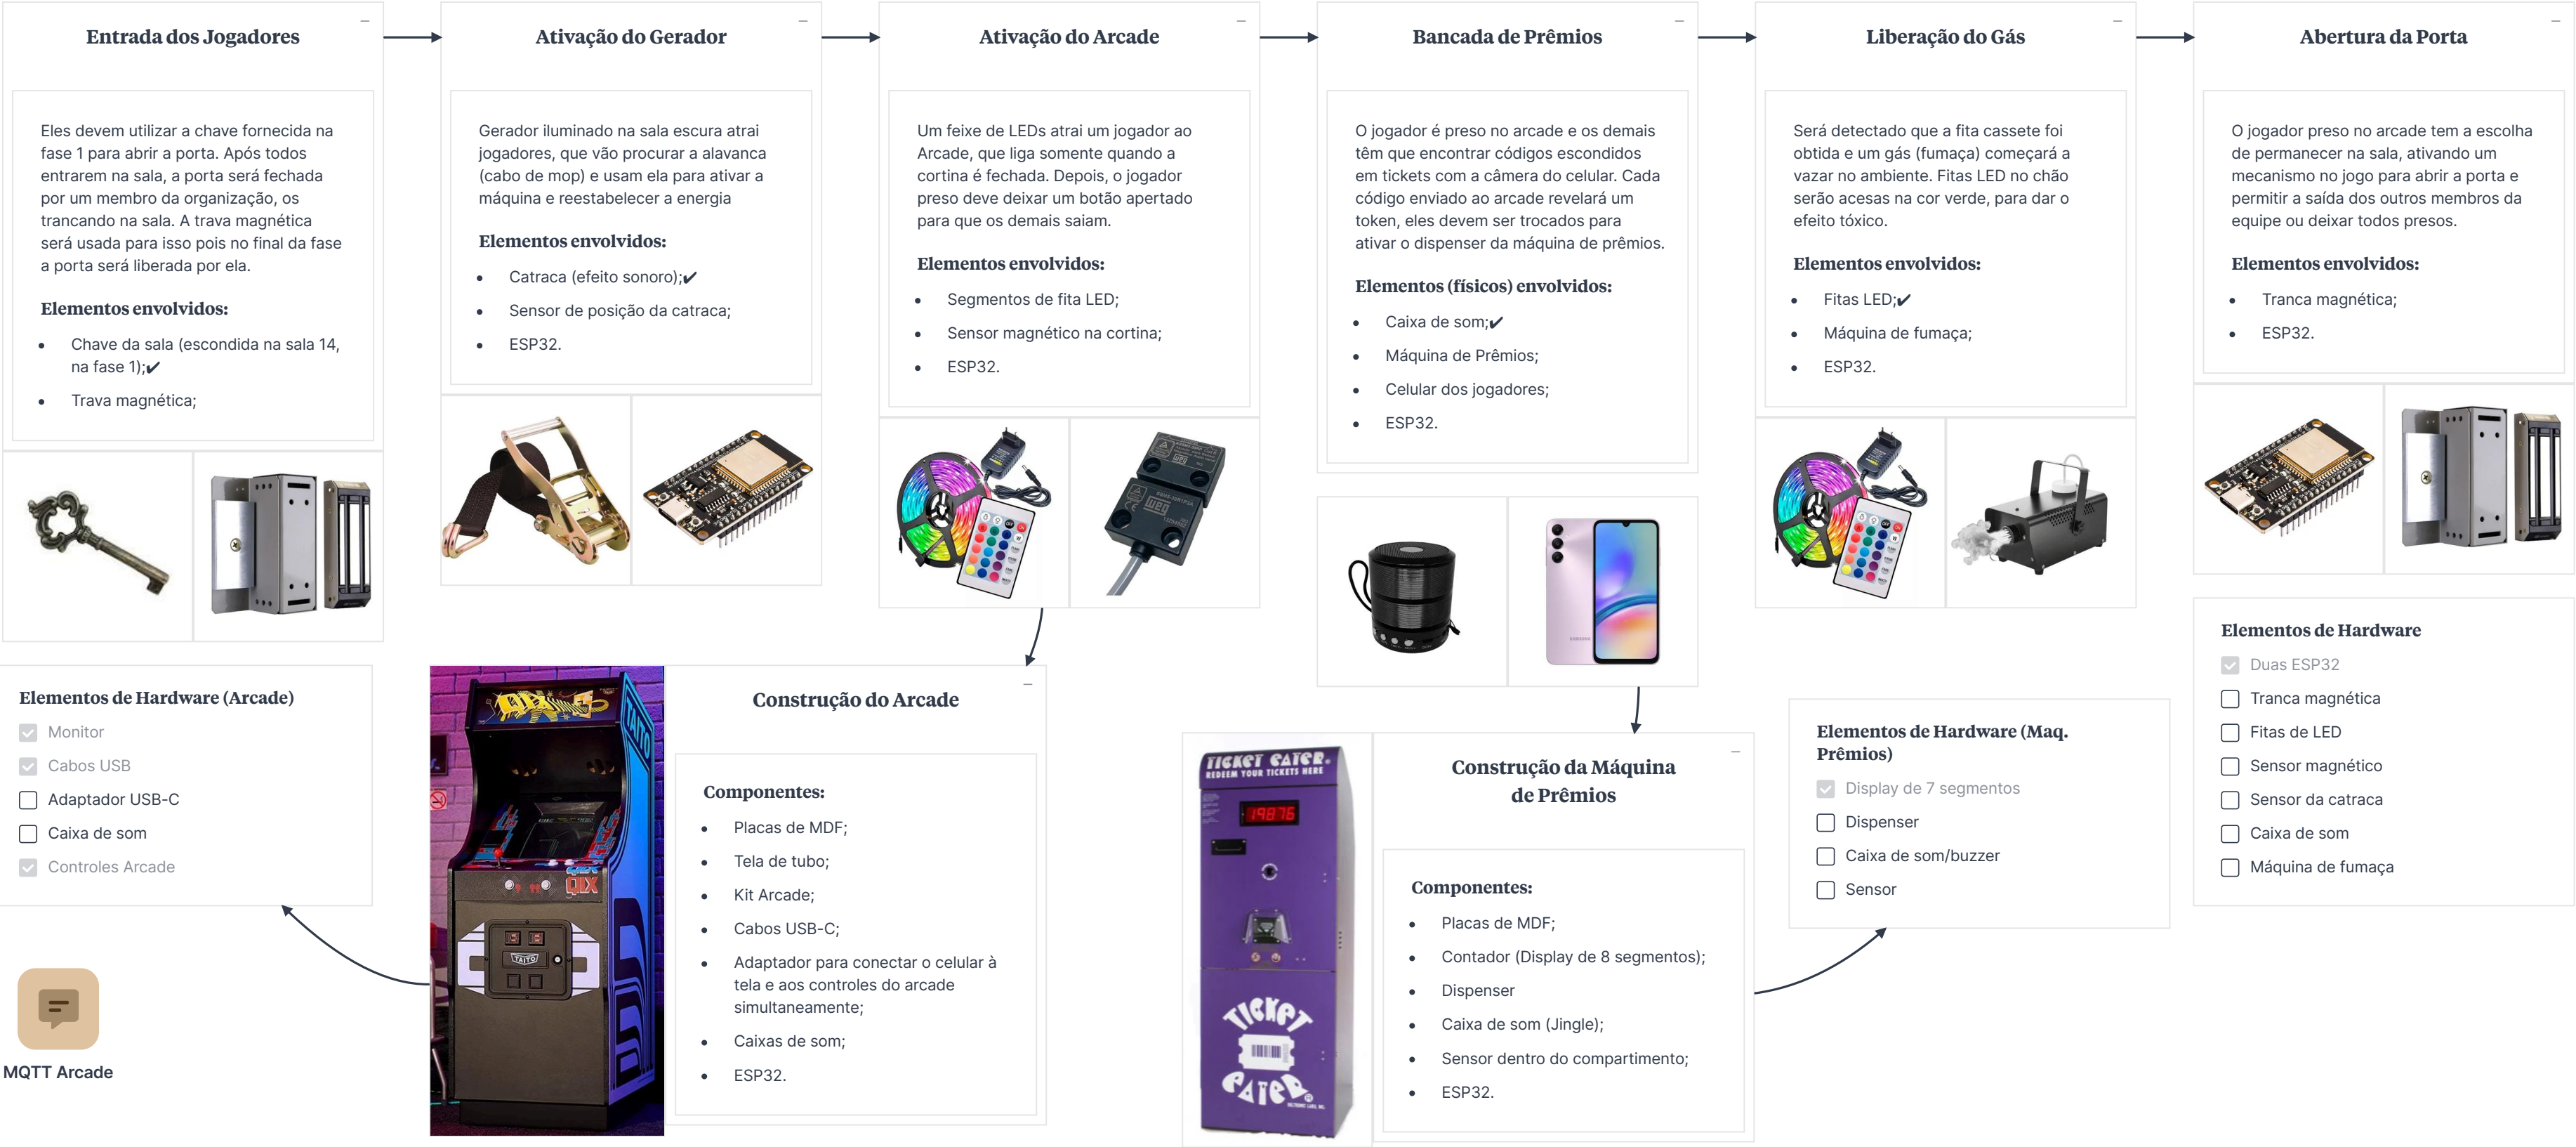 Entrada dos Jogadores
Eles devem utilizar a chave fornecida na
fase 1 para abrir a porta. Após todos
entrarem na sala, a porta será fechada
por um membro da organização, os
trancando na sala. A trava magnética
será usada para isso pois no final da fase
a porta será liberada por ela.
Elementos envolvidos:
• Chave da sala (escondida na sala 14,
na fase 1);✔
• Trava magnética;
Ativação do Gerador
Gerador iluminado na sala escura atrai
jogadores, que vão procurar a alavanca
(cabo de mop) e usam ela para ativar a
máquina e reestabelecer a energia
Elementos envolvidos:
• Catraca (efeito sonoro);✔
• Sensor de posição da catraca;
• ESP32.
Ativação do Arcade
Um feixe de LEDs atrai um jogador ao
Arcade, que liga somente quando a
cortina é fechada. Depois, o jogador
preso deve deixar um botão apertado
para que os demais saiam.
Elementos envolvidos:
• Segmentos de fita LED;
• Sensor magnético na cortina;
• ESP32.
weg
weg
Bancada de Prêmios
O jogador é preso no arcade e os demais
têm que encontrar códigos escondidos
em tickets com a câmera do celular. Cada
código enviado ao arcade revelará um
token, eles devem ser trocados para
ativar o dispenser da máquina de prêmios.
Elementos (físicos) envolvidos:
• Caixa de som;✔
• Máquina de Prêmios;
• Celular dos jogadores;
• ESP32.
SAMSUNG
Liberação do Gás
Será detectado que a fita cassete foi
obtida e um gás (fumaça) começará a
vazar no ambiente. Fitas LED no chão
serão acesas na cor verde, para dar o
efeito tóxico.
Elementos envolvidos:
• Fitas LED;✔
• Máquina de fumaça;
• ESP32.
Abertura da Porta
O jogador preso no arcade tem a escolha
de permanecer na sala, ativando um
mecanismo no jogo para abrir a porta e
permitir a saída dos outros membros da
equipe ou deixar todos presos.
Elementos envolvidos:
• Tranca magnética;
• ESP32.
Elementos de Hardware (Arcade)
Monitor
Cabos USB
Adaptador USB-C
Caixa de som
Controles Arcade
MQTT Arcade
QIX
TAITO
QIX
TAITO
Construção do Arcade
Componentes:
• Placas de MDF;
• Tela de tubo;
• Kit Arcade;
• Cabos USB-C;
• Adaptador para conectar o celular à
tela e aos controles do arcade
simultaneamente;
• Caixas de som;
• ESP32.
TICKET EATER®
REDEEM YOUR TICKETS HERE
19876
TICKET
EATER®
Construção da Máquina
de Prêmios
Componentes:
• Placas de MDF;
• Contador (Display de 8 segmentos);
• Dispenser
• Caixa de som (Jingle);
• Sensor dentro do compartimento;
• ESP32.
Elementos de Hardware (Maq.
Prêmios)
Display de 7 segmentos
Dispenser
Caixa de som/buzzer
Sensor
Elementos de Hardware
Duas ESP32
Tranca magnética
Fitas de LED
Sensor magnético
Sensor da catraca
Caixa de som
Máquina de fumaça